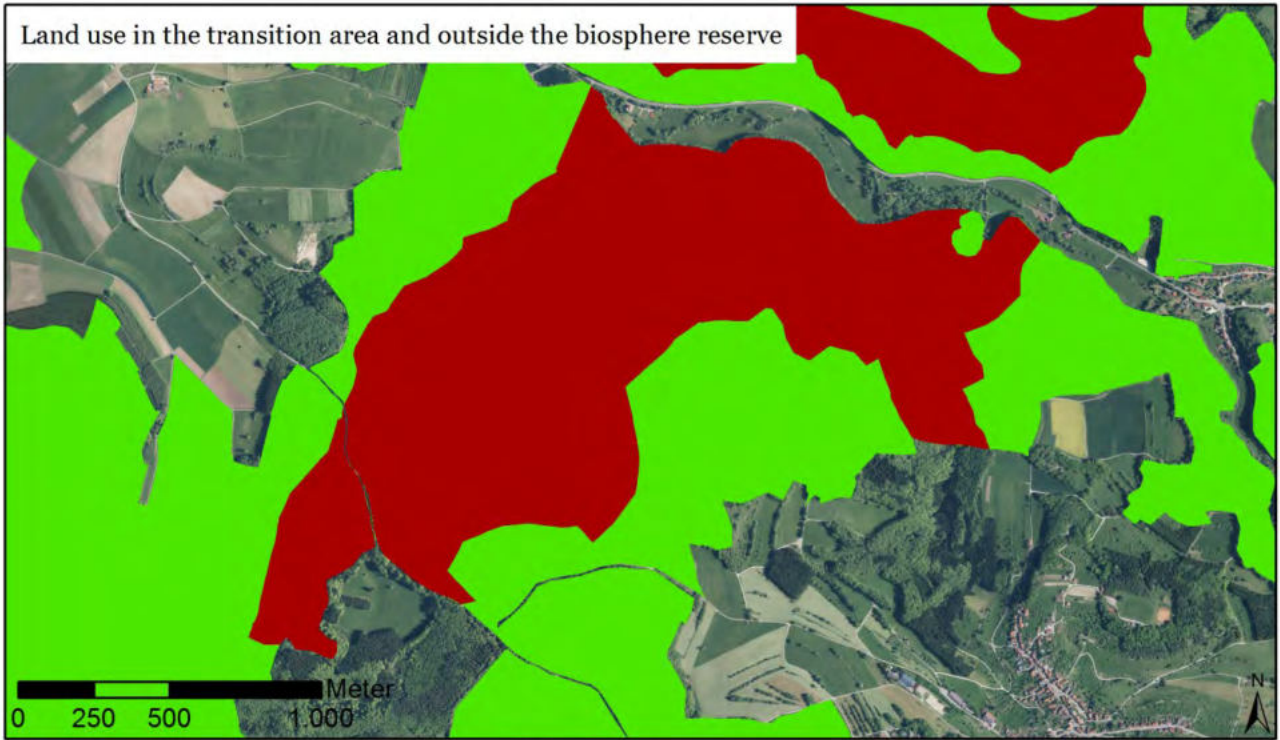 Land use in the transition area and outside the biosphere reserve
Meter
0 250 500 1.000
N